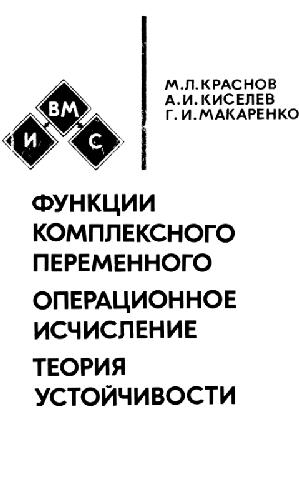 М.Л.КРАСНОВ
А.И.КИСЕЛЕВ
Г.И.МАКАРЕНКО
ВМ
И С
ФУНКЦИИ
КОМПЛЕКСНОГО
ПЕРЕМЕННОГО
ОПЕРАЦИОННОЕ
ИСЧИСЛЕНИЕ
ТЕОРИЯ
УСТОЙЧИВОСТИ